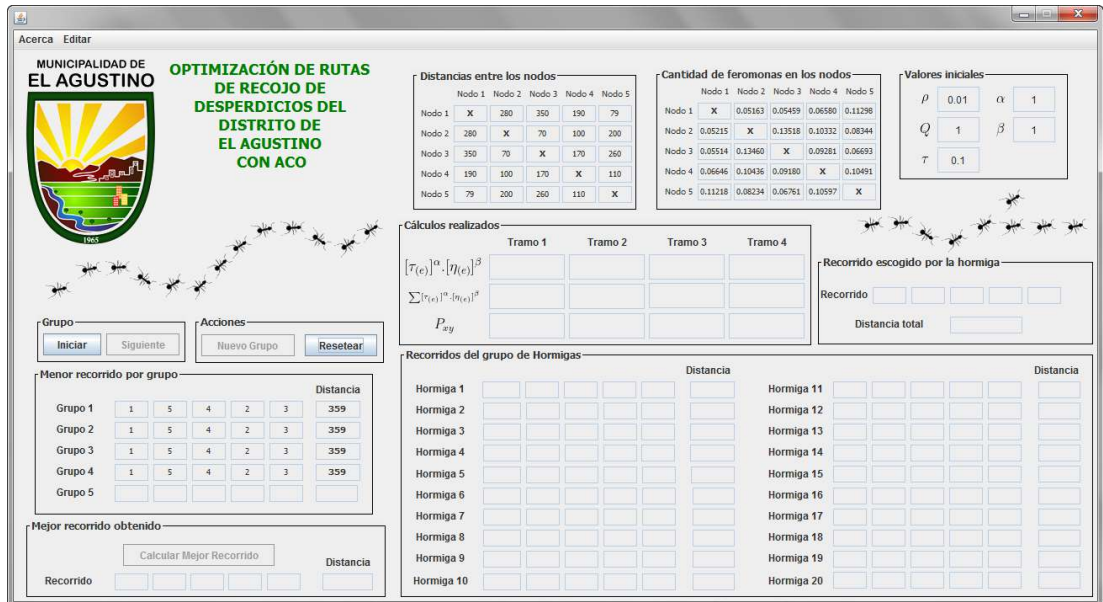 Acerca Editar
MUNICIPALIDAD DE
EL AGUSTINO
1965
OPTIMIZACIÓN DE RUTAS
DE RECOJO DE
DESPERDICIOS DEL
DISTRITO DE
EL AGUSTINO
CON ACO
Distancias entre los nodos
Nodo 1 Nodo 2 Nodo 3 Nodo 4 Nodo 5
Nodo 1 X 280 350 190 79
Nodo 2 280 X 70 100 200
Nodo 3 350 70 X 170 260
Nodo 4 190 100 170 X 110
Nodo 5 79 200 260 110 X
Cantidad de feromonas en los nodos
Nodo 1 Nodo 2 Nodo 3 Nodo 4 Nodo 5
Nodo 1 X 0.05163 0.05459 0.06580 0.11298
Nodo 2 0.05215 X 0.13518 0.10332 0.08344
Nodo 3 0.05514 0.13460 X 0.09281 0.06693
Nodo 4 0.06646 0.10436 0.09180 X 0.10491
Nodo 5 0.11218 0.08234 0.06761 0.10597 X
Valores iniciales
ρ 0.01 α 1
Q 1 β 1
τ 0.1
Cálculos realizados
Tramo 1 Tramo 2 Tramo 3 Tramo 4
[τ(e)]^α.[η(e)]^β
∑[τ(e)]^α.[η(e)]^β
P_xy
Recorrido escogido por la hormiga
Recorrido
Distancia total
Grupo
Iniciar Siguiente
Acciones
Nuevo Grupo Resetear
Menor recorrido por grupo
Distancia
Grupo 1 1 5 4 2 3 359
Grupo 2 1 5 4 2 3 359
Grupo 3 1 5 4 2 3 359
Grupo 4 1 5 4 2 3 359
Grupo 5
Mejor recorrido obtenido
Calcular Mejor Recorrido
Distancia
Recorrido
Recorridos del grupo de Hormigas
Distancia Distancia
Hormiga 1 Hormiga 11
Hormiga 2 Hormiga 12
Hormiga 3 Hormiga 13
Hormiga 4 Hormiga 14
Hormiga 5 Hormiga 15
Hormiga 6 Hormiga 16
Hormiga 7 Hormiga 17
Hormiga 8 Hormiga 18
Hormiga 9 Hormiga 19
Hormiga 10 Hormiga 20